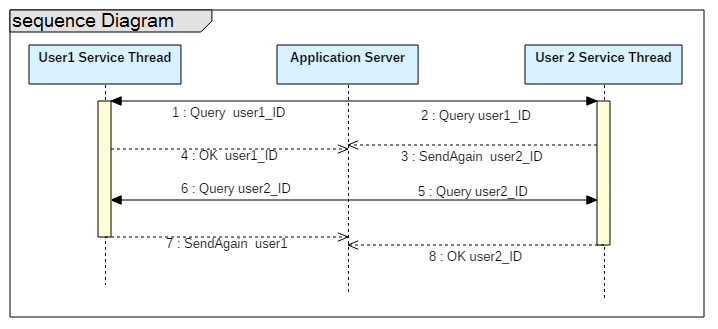 sequence Diagram
User1 Service Thread
Application Server
User 2 Service Thread
1 : Query  user1_ID
2 : Query user1_ID
4 : OK  user1_ID
3 : SendAgain  user2_ID
6 : Query user2_ID
5 : Query user2_ID
7 : SendAgain  user1
8 : OK user2_ID